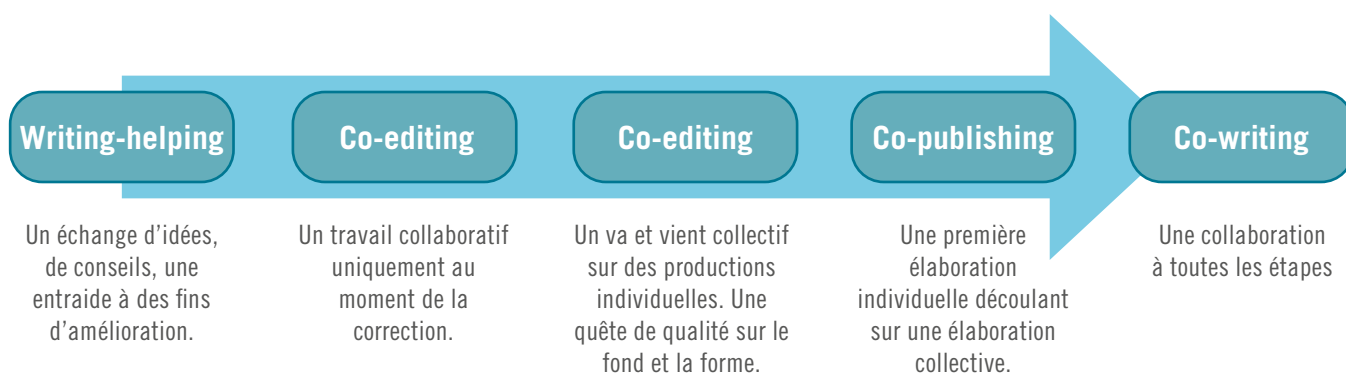 Writing-helping
Co-editing
Co-editing
Co-publishing
Co-writing
Un échange d’idées,
de conseils, une
entraide à des fins
d’amélioration.
Un travail collaboratif
uniquement au
moment de la
correction.
Un va et vient collectif
sur des productions
individuelles. Une
quête de qualité sur le
fond et la forme.
Une première
élaboration
individuelle découlant
sur une élaboration
collective.
Une collaboration
à toutes les étapes